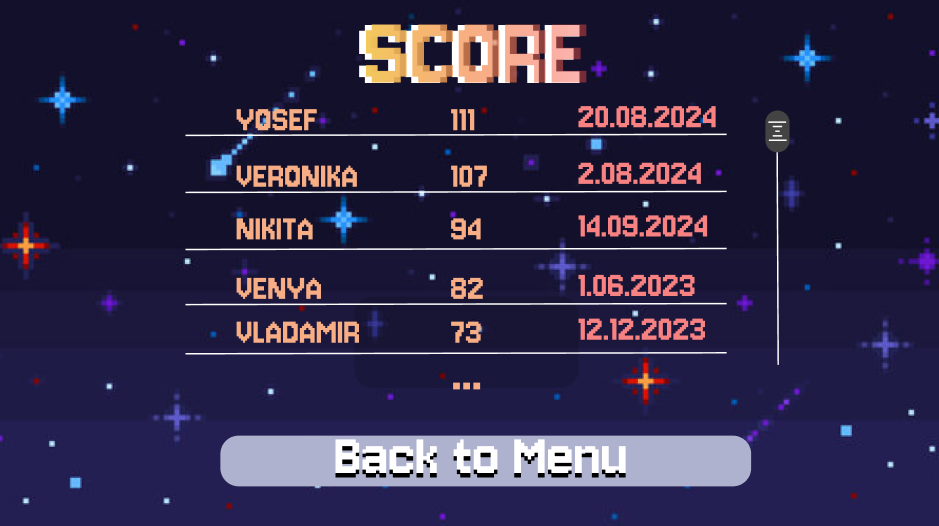 SCORE
YOSEF 111 20.08.2024
VERONIKA 107 2.08.2024
NIKITA 94 14.09.2024
VENYA 82 1.06.2023
VLADAMIR 73 12.12.2023
...
Back to Menu